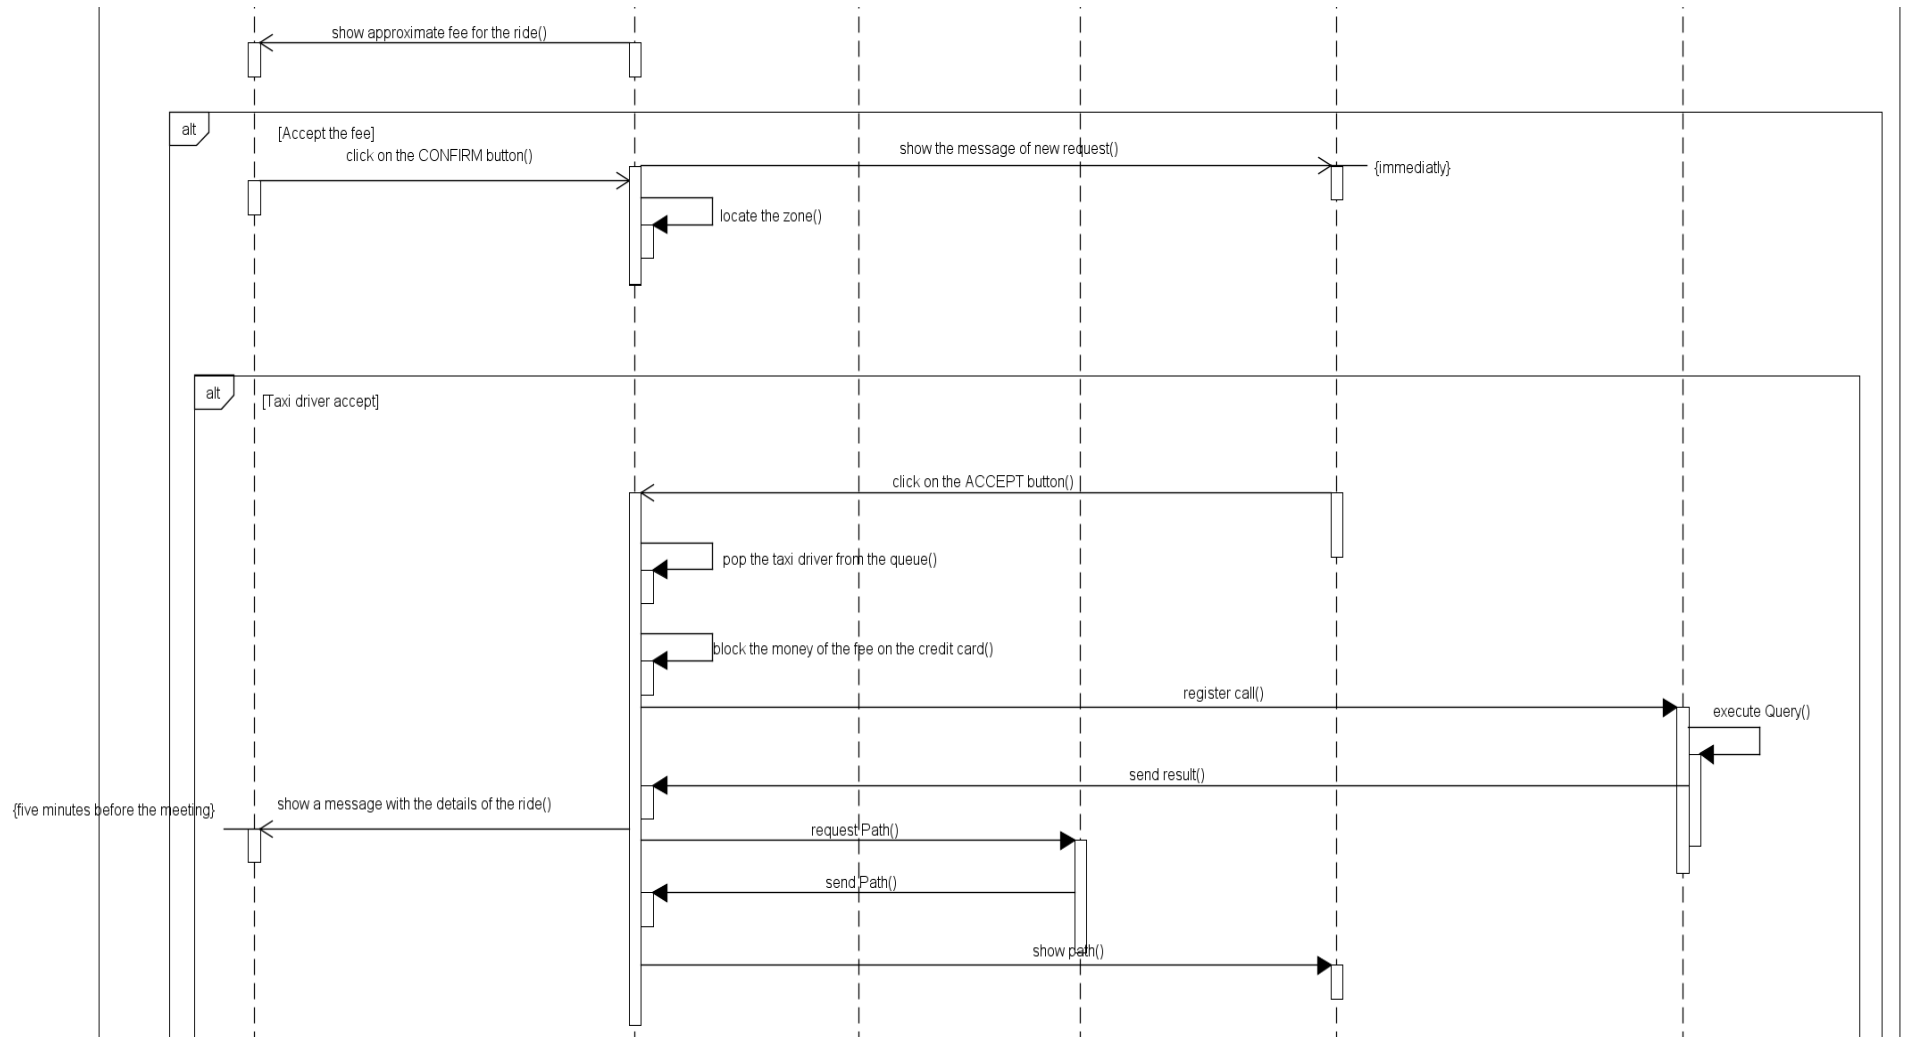 show approximate fee for the ride()
alt
[Accept the fee]
click on the CONFIRM button()
show the message of new request()
{immediatly}
locate the zone()
alt
[Taxi driver accept]
click on the ACCEPT button()
pop the taxi driver from the queue()
block the money of the fee on the credit card()
register call()
execute Query()
send result()
{five minutes before the meeting}
show a message with the details of the ride()
request Path()
send Path()
show path()